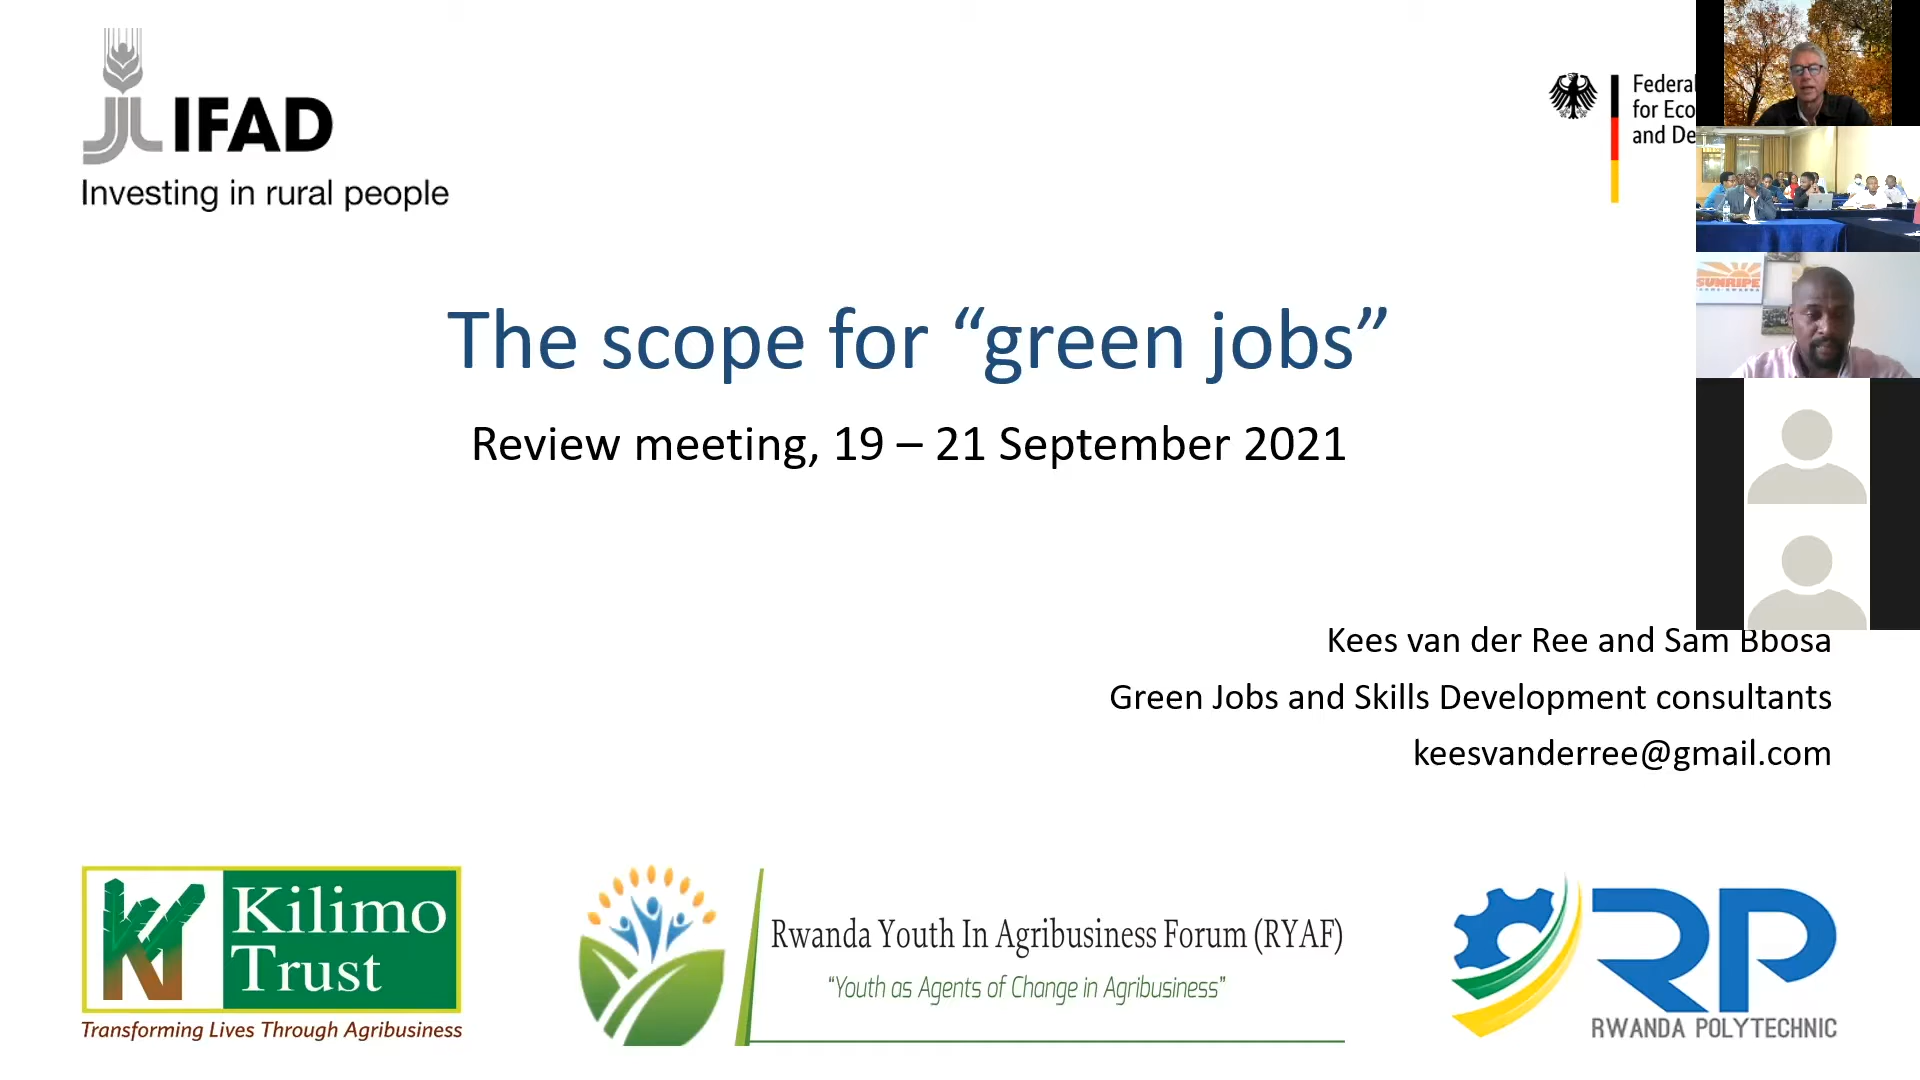 IFAD
Investing in rural people
Federal
for Eco
and De
SUNRIPE
The scope for “green jobs”
Review meeting, 19 – 21 September 2021
Kees van der Ree and Sam Bbosa
Green Jobs and Skills Development consultants
keesvanderree@gmail.com
Kilimo
Trust
Transforming Lives Through Agribusiness
Rwanda Youth In Agribusiness Forum (RYAF)
“Youth as Agents of Change in Agribusiness”
RP
RWANDA POLYTECHNIC